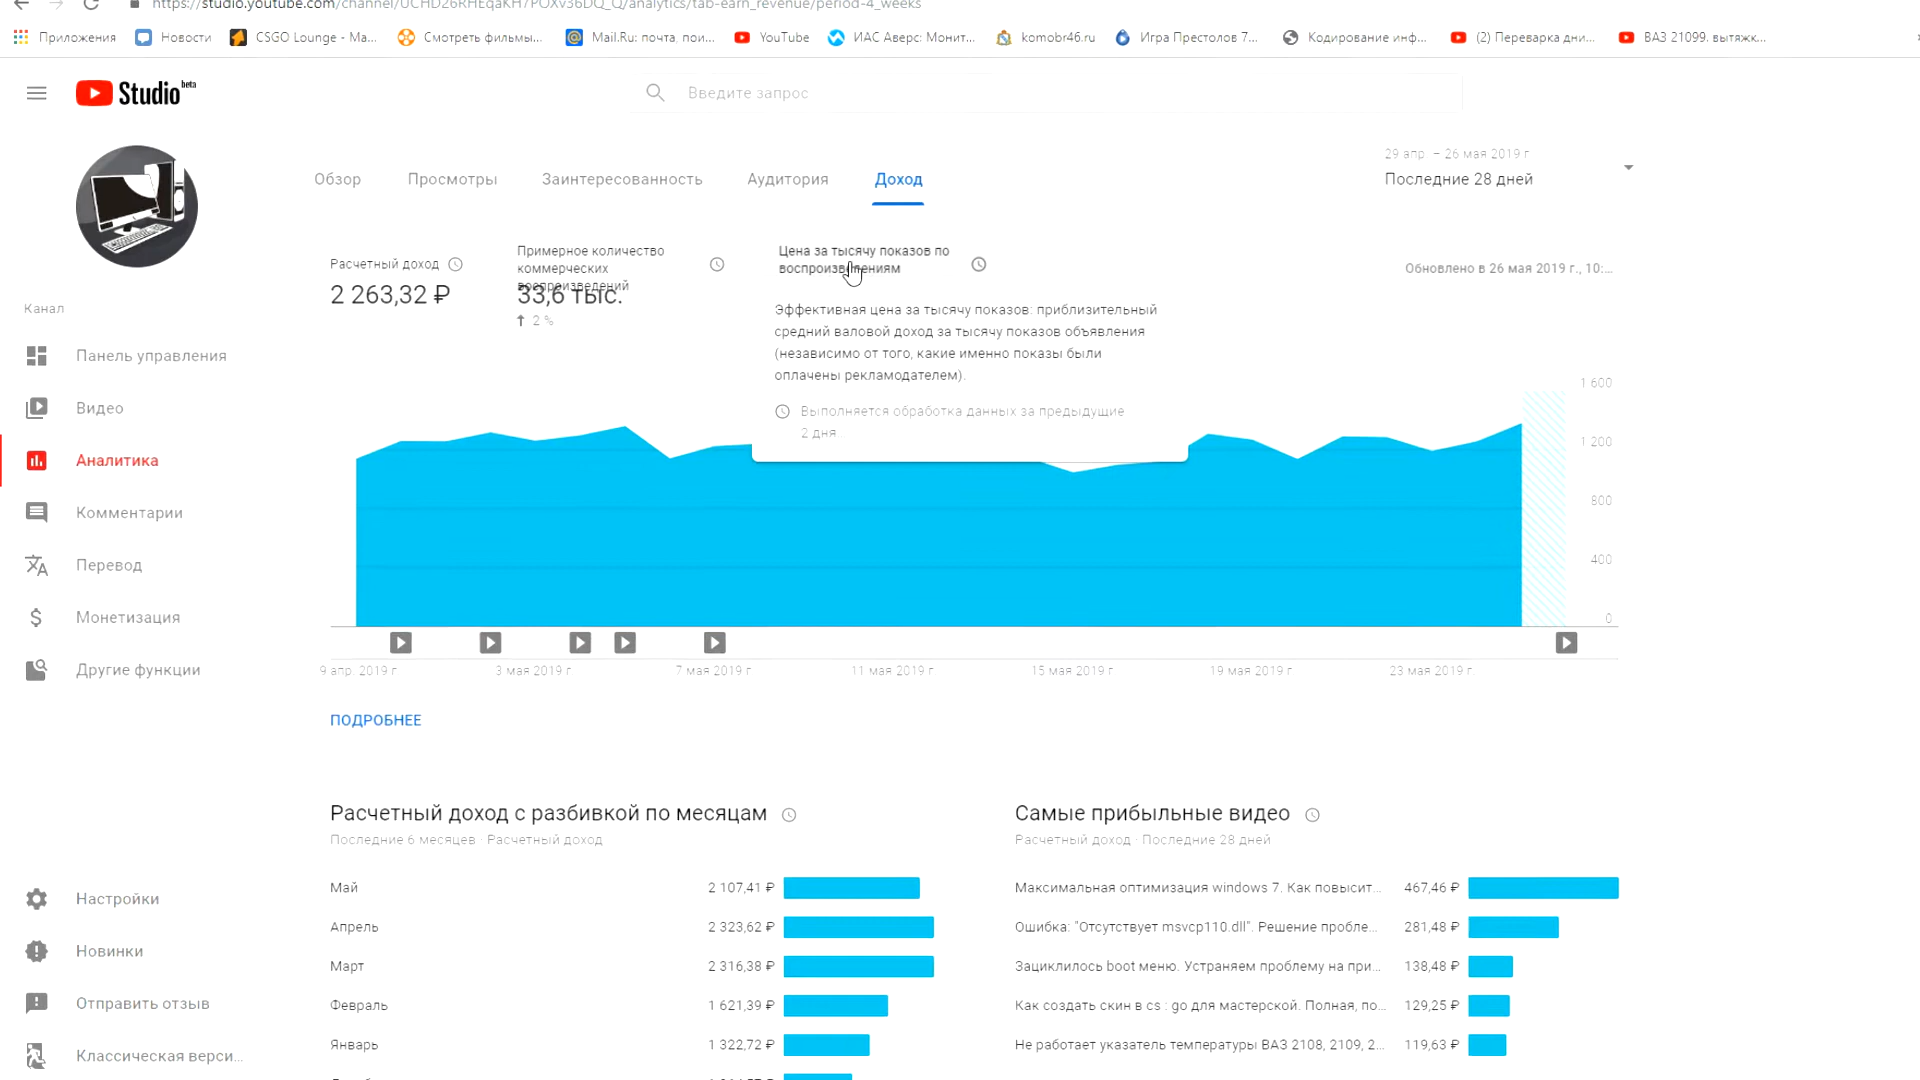 https://studio.youtube.com/channel/UCHD26RHEqaKH7POXv36DQ_Q/analytics/tab-earn_revenue/period-4_weeks
Приложения Новости CSGO Lounge - Ma... Смотреть фильмы... Mail.Ru: почта, пои... YouTube ИАС Аверс: Монит... komobr46.ru Игра Престолов 7... Кодирование инф... (2) Переварка дни... ВАЗ 21099. вытяжк...
Studio beta
Введите запрос
29 апр. – 26 мая 2019 г.
Последние 28 дней
Обзор Просмотры Заинтересованность Аудитория Доход
Расчетный доход
2 263,32 ₽
Примерное количество
коммерческих
воспроизведений
33,6 тыс.
2 %
Цена за тысячу показов по
воспроизведениям
Обновлено в 26 мая 2019 г., 10:...
Эффективная цена за тысячу показов: приблизительный
средний валовой доход за тысячу показов объявления
(независимо от того, какие именно показы были
оплачены рекламодателем).
Выполняется обработка данных за предыдущие
2 дня.
Канал
Панель управления
Видео
Аналитика
Комментарии
Перевод
Монетизация
Другие функции
Настройки
Новинки
Отправить отзыв
Классическая верси...
1 600
1 200
800
400
0
9 апр. 2019 г. 3 мая 2019 г. 7 мая 2019 г. 11 мая 2019 г. 15 мая 2019 г. 19 мая 2019 г. 23 мая 2019 г.
ПОДРОБНЕЕ
Расчетный доход с разбивкой по месяцам
Последние 6 месяцев · Расчетный доход
Май 2 107,41 ₽
Апрель 2 323,62 ₽
Март 2 316,38 ₽
Февраль 1 621,39 ₽
Январь 1 322,72 ₽
Самые прибыльные видео
Расчетный доход · Последние 28 дней
Максимальная оптимизация windows 7. Как повысит... 467,46 ₽
Ошибка: "Отсутствует msvcp110.dll". Решение пробле... 281,48 ₽
Зациклилось boot меню. Устраняем проблему на при... 138,48 ₽
Как создать скин в cs : go для мастерской. Полная, по... 129,25 ₽
Не работает указатель температуры ВАЗ 2108, 2109, 2... 119,63 ₽